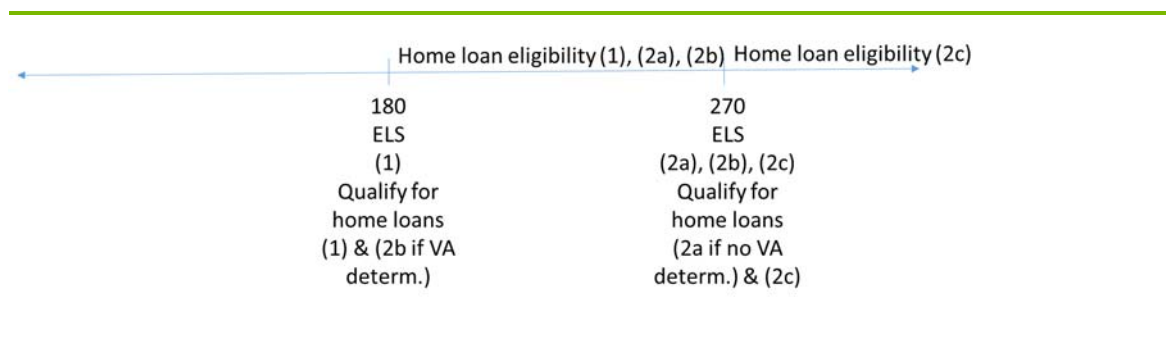 Home loan eligibility (1), (2a), (2b) Home loan eligibility (2c)
180
ELS
(1)
Qualify for
home loans
(1) & (2b if VA
determ.)
270
ELS
(2a), (2b), (2c)
Qualify for
home loans
(2a if no VA
determ.) & (2c)